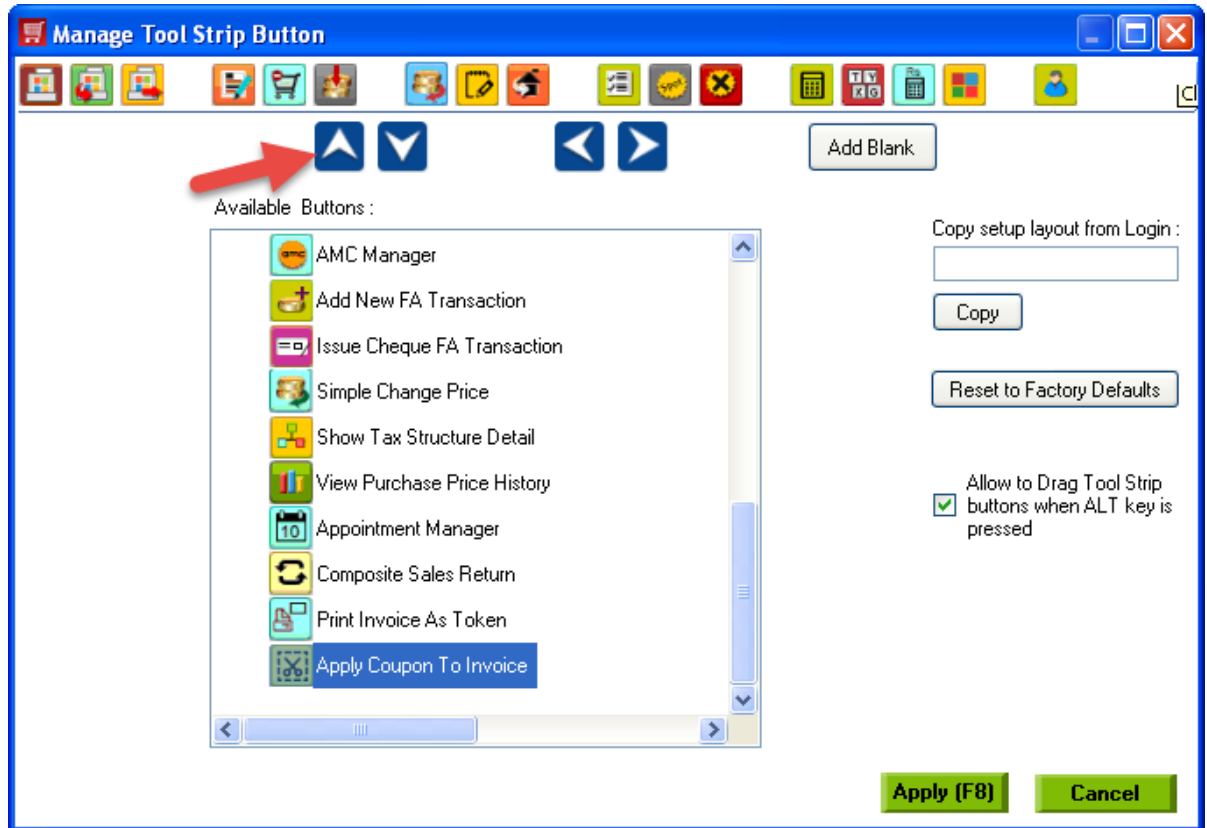 Manage Tool Strip Button
Cl
Add Blank
Available Buttons :
Copy setup layout from Login :
AMC Manager
Add New FA Transaction
Copy
Issue Cheque FA Transaction
Simple Change Price
Reset to Factory Defaults
Show Tax Structure Detail
View Purchase Price History
Allow to Drag Tool Strip
buttons when ALT key is
pressed
10
Appointment Manager
Composite Sales Return
Print Invoice As Token
Apply Coupon To Invoice
Apply (F8)
Cancel